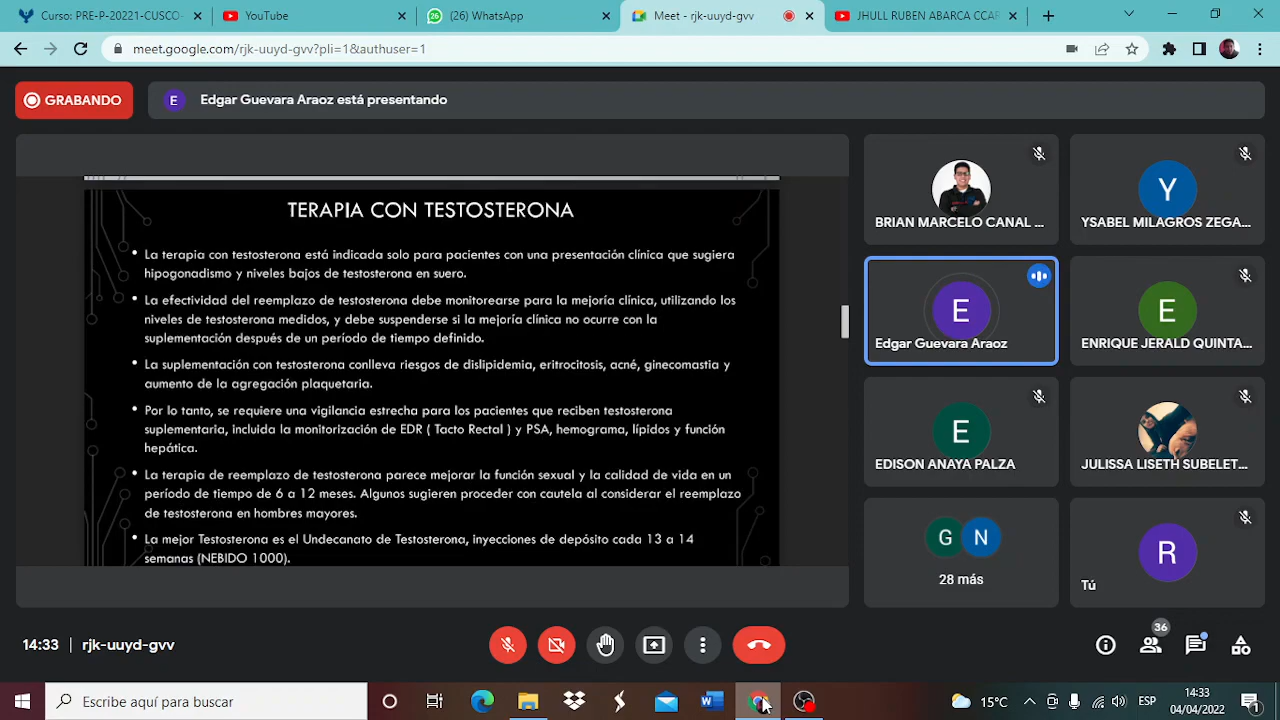 Curso: PRE-P-20221-CUSCO-
YouTube
(26) WhatsApp
Meet - rjk-uuyd-gvv
JHULL RUBEN ABARCA CCAR
meet.google.com/rjk-uuyd-gvv?pli=1&authuser=1
GRABANDO
E
Edgar Guevara Araoz está presentando
TERAPIA CON TESTOSTERONA
• La terapia con testosterona está indicada solo para pacientes con una presentación clínica que sugiera
hipogonadismo y niveles bajos de testosterona en suero.
• La efectividad del reemplazo de testosterona debe monitorearse para la mejoría clínica, utilizando los
niveles de testosterona medidos, y debe suspenderse si la mejoría clínica no ocurre con la
suplementación después de un período de tiempo definido.
• La suplementación con testosterona conlleva riesgos de dislipidemia, eritrocitosis, acné, ginecomastia y
aumento de la agregación plaquetaria.
• Por lo tanto, se requiere una vigilancia estrecha para los pacientes que reciben testosterona
suplementaria, incluida la monitorización de EDR ( Tacto Rectal ) y PSA, hemograma, lípidos y función
hepática.
• La terapia de reemplazo de testosterona parece mejorar la función sexual y la calidad de vida en un
período de tiempo de 6 a 12 meses. Algunos sugieren proceder con cautela al considerar el reemplazo
de testosterona en hombres mayores.
• La mejor Testosterona es el Undecanato de Testosterona, inyecciones de depósito cada 13 a 14
semanas (NEBIDO 1000).
BRIAN MARCELO CANAL ...
Y
YSABEL MILAGROS ZEGA...
E
Edgar Guevara Araoz
E
ENRIQUE JERALD QUINTA...
E
EDISON ANAYA PALZA
JULISSA LISETH SUBELET...
G N
28 más
R
Tú
14:33 | rjk-uuyd-gvv
36
Escribe aquí para buscar
15°C
ESP
14:33
04/04/2022
1